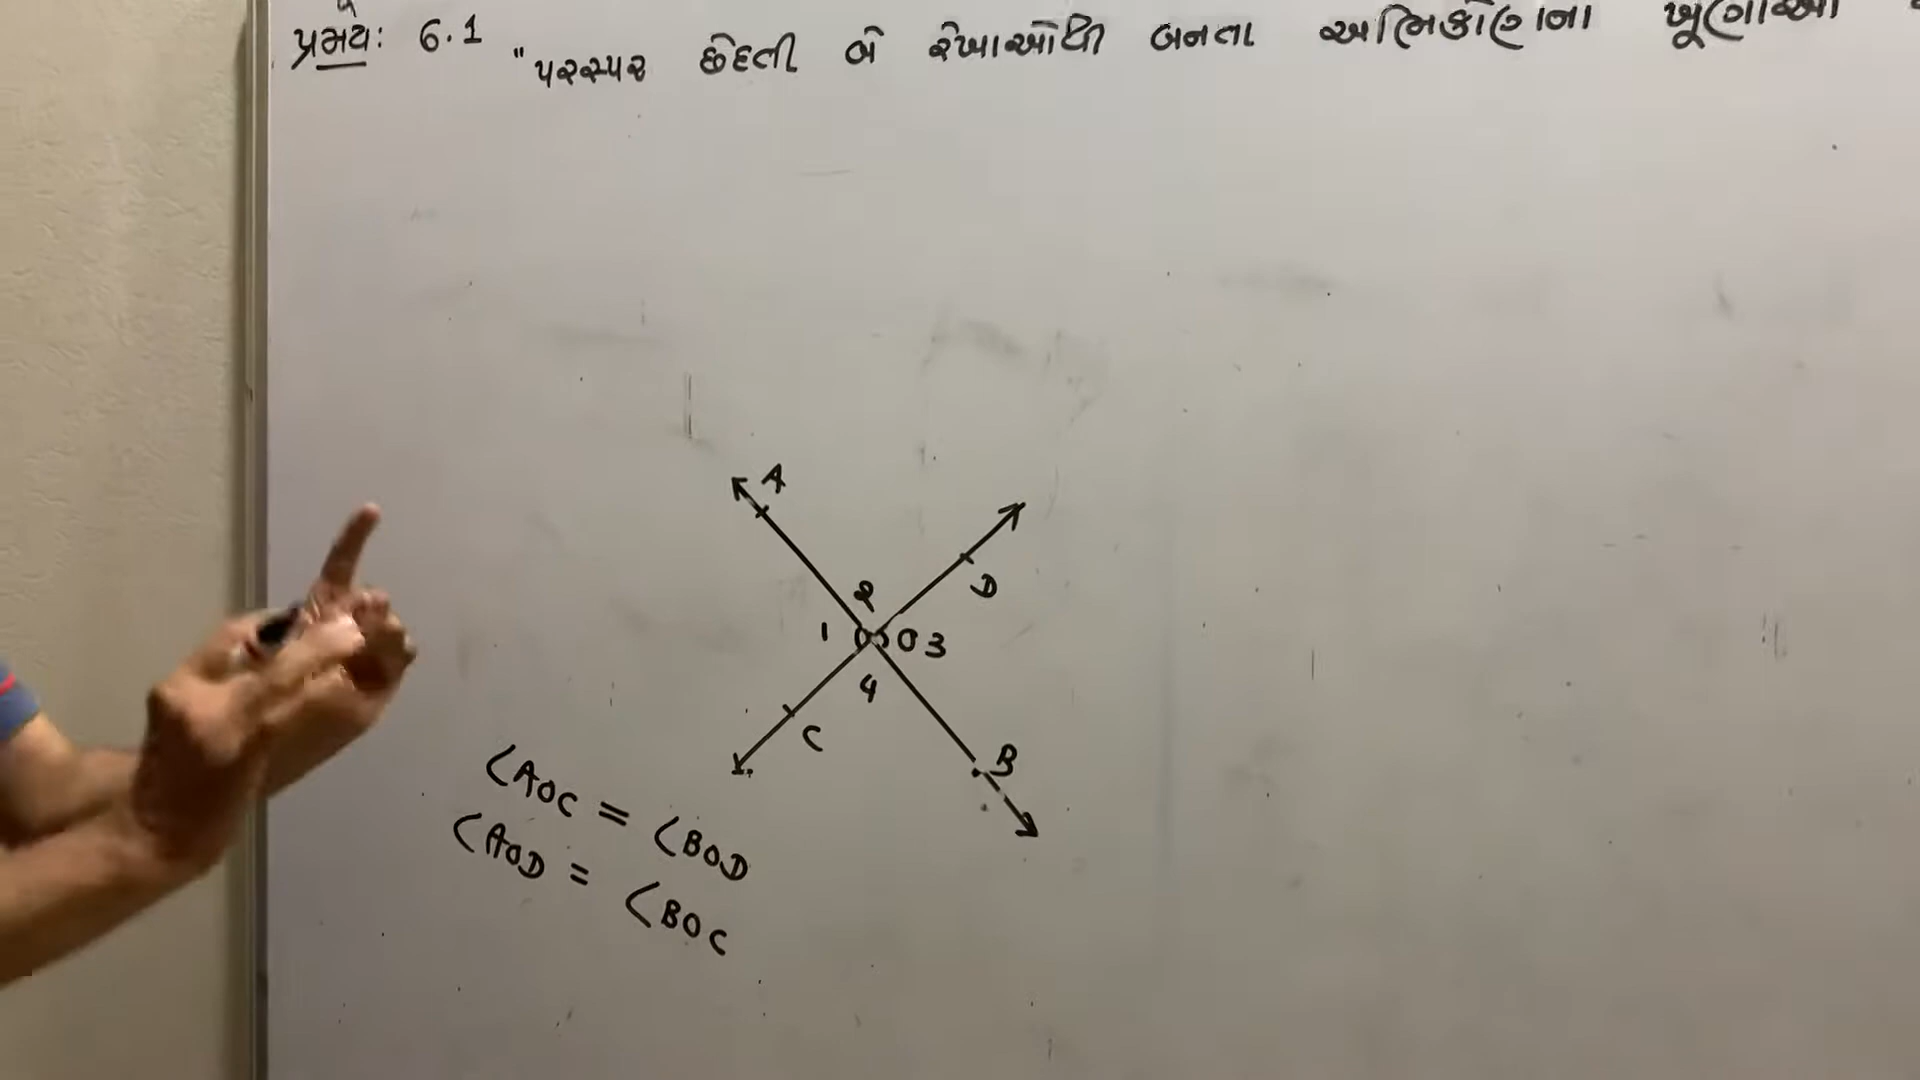 પ્રમેય: 6.1 "પરસ્પર છેદતી બે રેખાઓથી બનતા અભિકોણના ખૂણાઓ
A
D
2
1 O 3
4
C
B
∠AOC = ∠BOD
∠AOD = ∠BOC